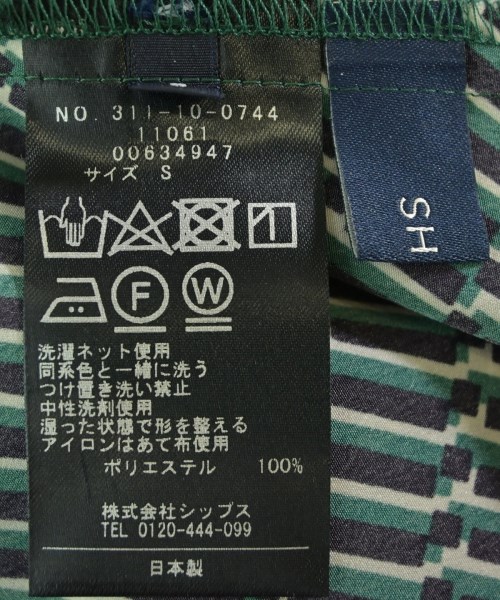 NO. 311-10-0744
11061
00634947
サイズ S
F
W
洗濯ネット使用
同系色と一緒に洗う
つけ置き洗い禁止
中性洗剤使用
湿った状態で形を整える
アイロンはあて布使用
ポリエステル 100%
株式会社シップス
TEL 0120-444-099
日本製
SH